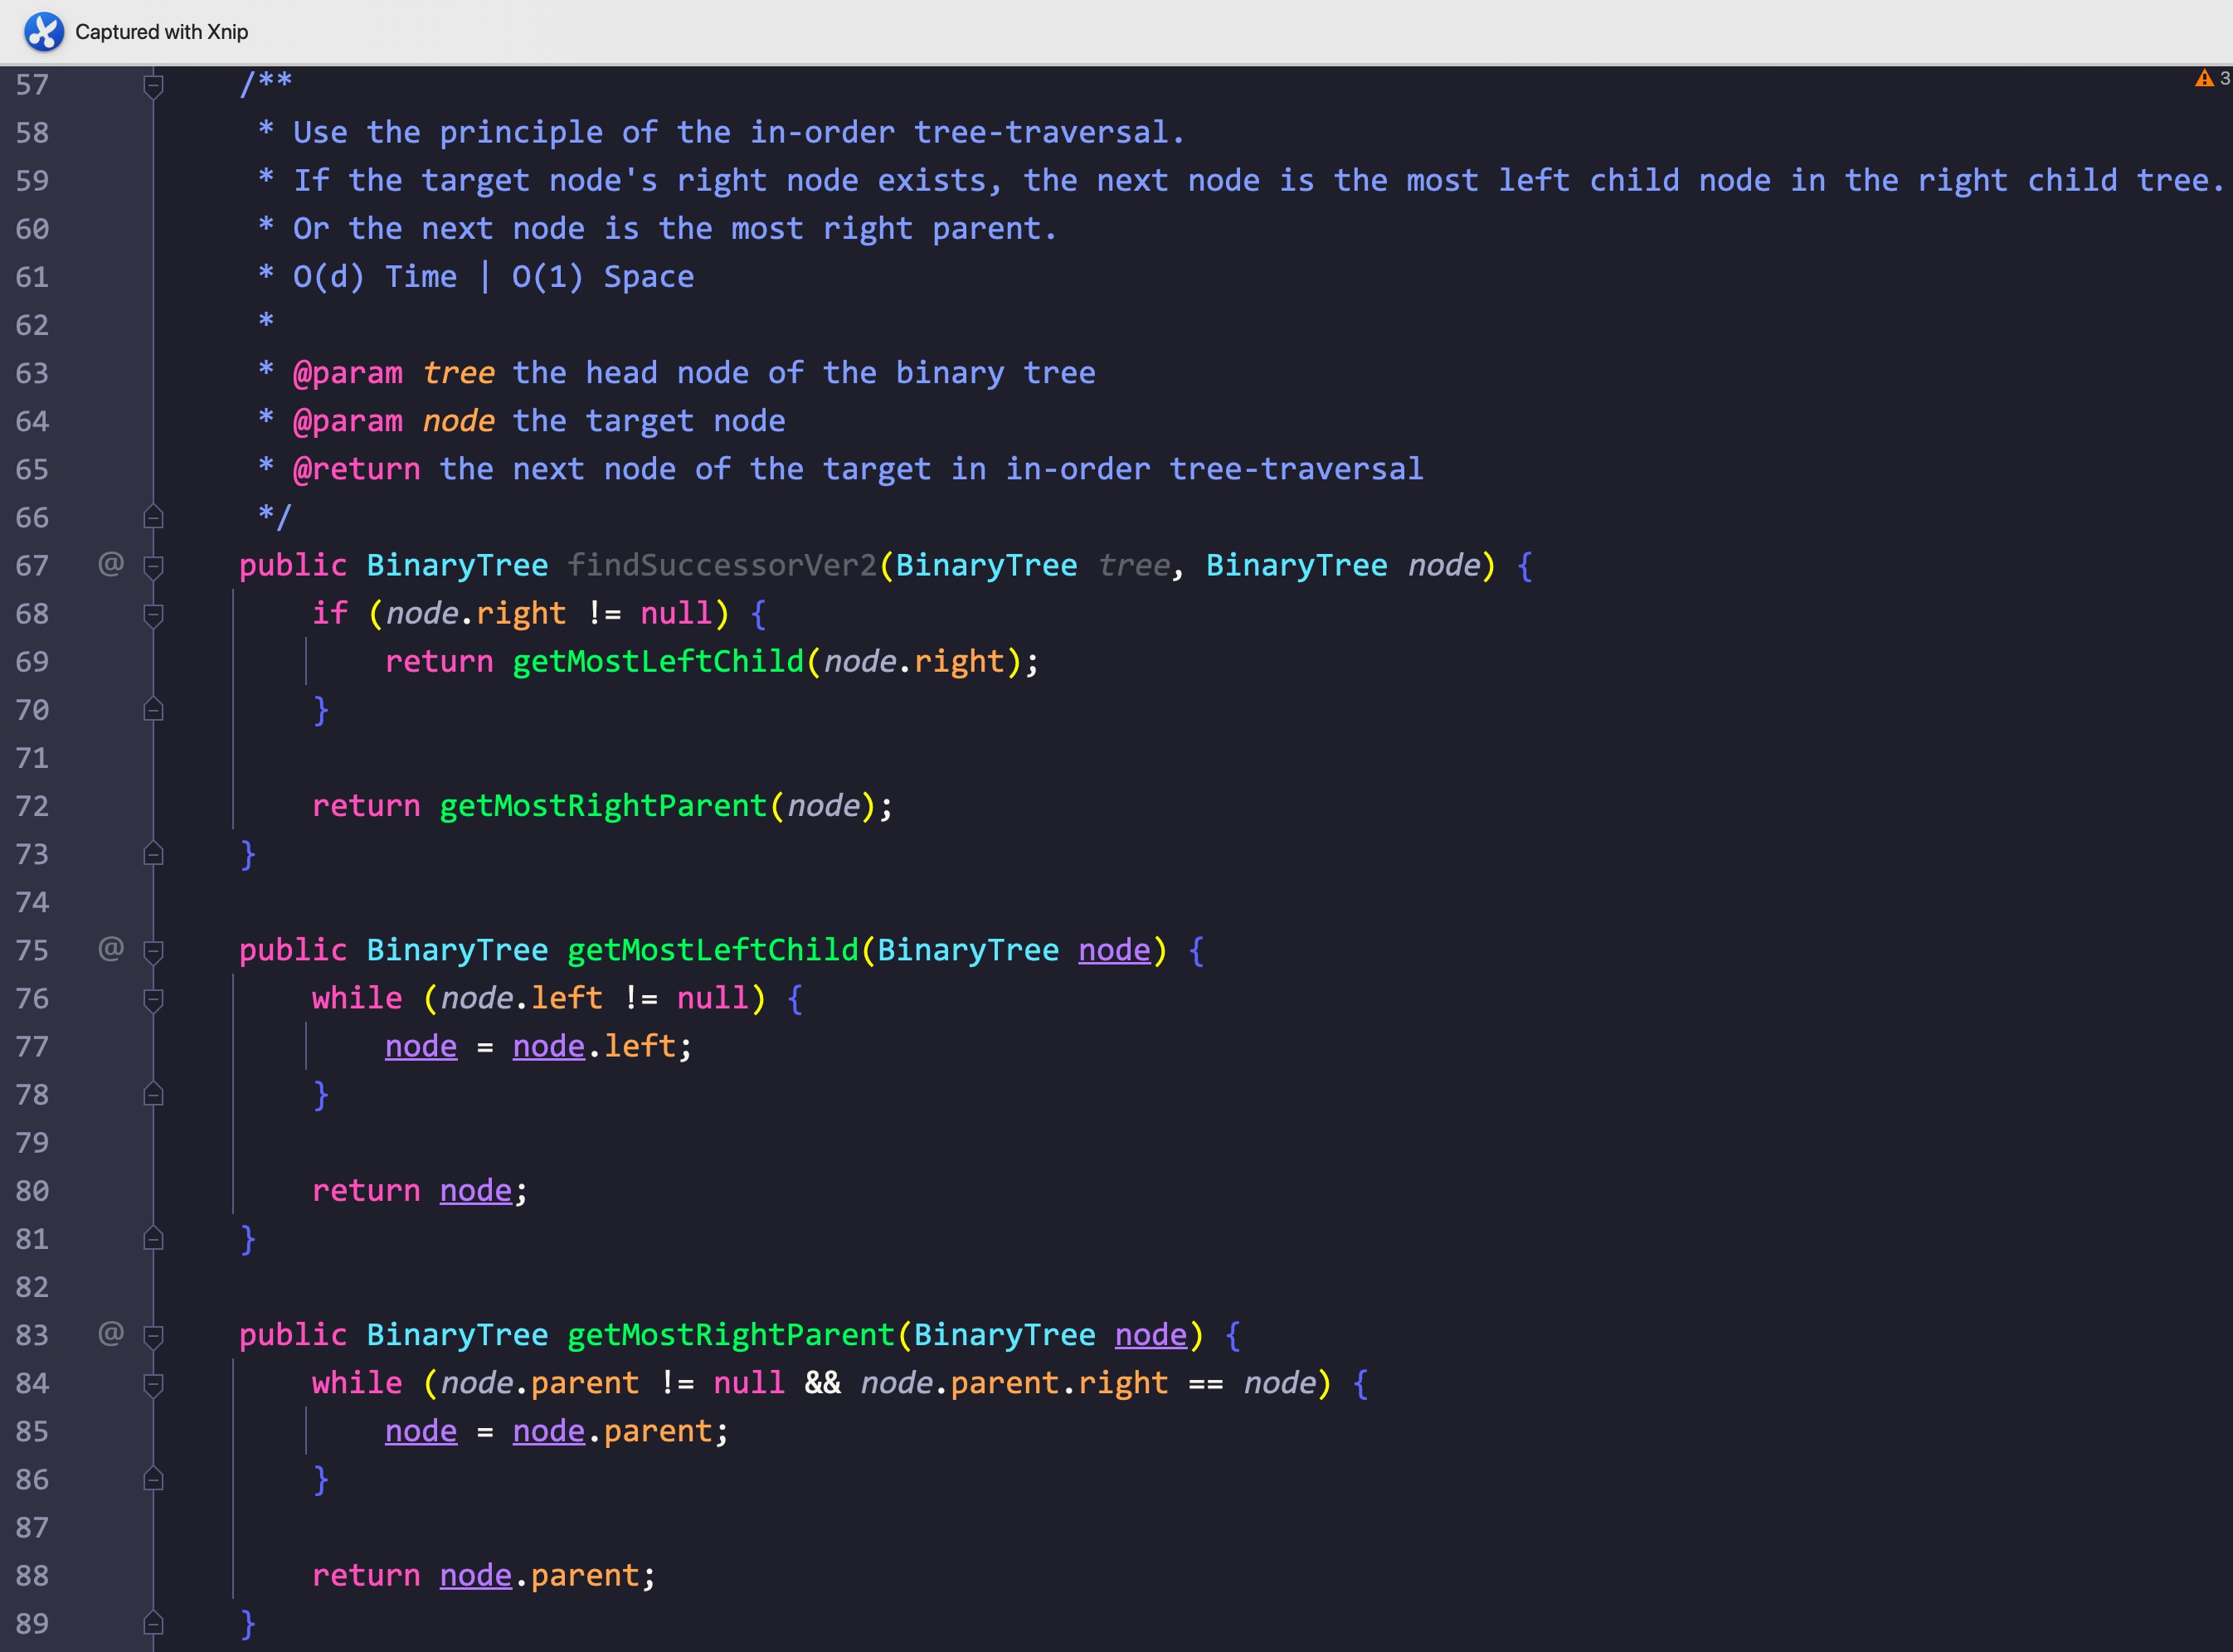 Captured with Xnip
3
57 /**
58 * Use the principle of the in-order tree-traversal.
59 * If the target node's right node exists, the next node is the most left child node in the right child tree.
60 * Or the next node is the most right parent.
61 * O(d) Time | O(1) Space
62 *
63 * @param tree the head node of the binary tree
64 * @param node the target node
65 * @return the next node of the target in in-order tree-traversal
66 */
67 @ public BinaryTree findSuccessorVer2(BinaryTree tree, BinaryTree node) {
68 if (node.right != null) {
69 return getMostLeftChild(node.right);
70 }
71
72 return getMostRightParent(node);
73 }
74
75 @ public BinaryTree getMostLeftChild(BinaryTree node) {
76 while (node.left != null) {
77 node = node.left;
78 }
79
80 return node;
81 }
82
83 @ public BinaryTree getMostRightParent(BinaryTree node) {
84 while (node.parent != null && node.parent.right == node) {
85 node = node.parent;
86 }
87
88 return node.parent;
89 }